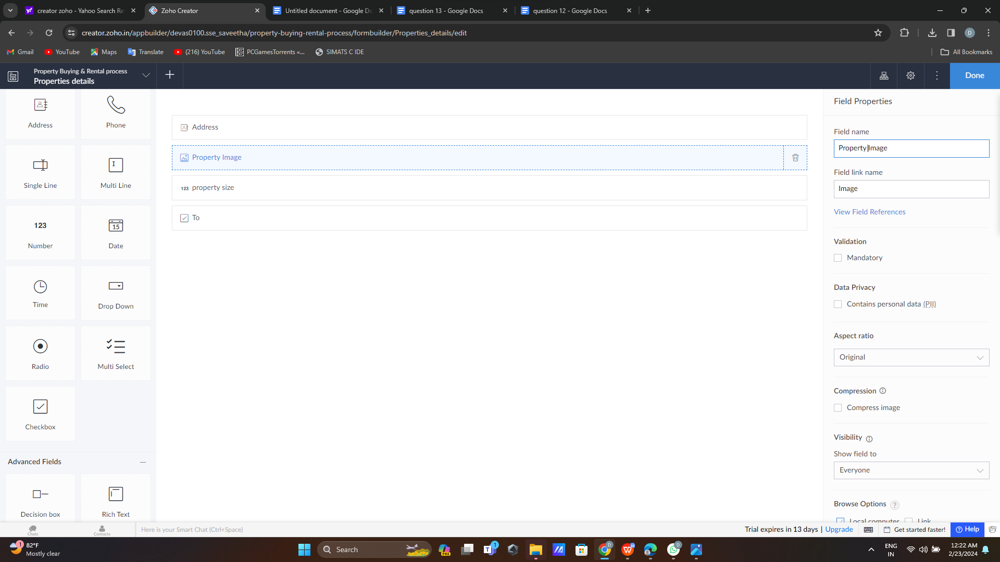 creator zoho - Yahoo Search Re
Zoho Creator
Untitled document - Google Do
question 13 - Google Docs
question 12 - Google Docs
creator.zoho.in/appbuilder/devas0100.sse_saveetha/property-buying-rental-process/formbuilder/Properties_details/edit
D
Gmail
YouTube
Maps
Translate
(216) YouTube
PCGamesTorrents «...
SIMATS C IDE
All Bookmarks
Property Buying & Rental process
Properties details
Done
Address
Phone
Single Line
Multi Line
123
Number
15
Date
Time
Drop Down
Radio
Multi Select
Checkbox
Advanced Fields
Decision box
Rich Text
Address
Property Image
123 property size
To
Field Properties
Field name
Property Image
Field link name
Image
View Field References
Validation
Mandatory
Data Privacy
Contains personal data (PII)
Aspect ratio
Original
Compression
Compress image
Visibility
Show field to
Everyone
Browse Options ?
Local computer
Link
Chats
Contacts
Here is your Smart Chat (Ctrl+Space)
Trial expires in 13 days | Upgrade
Get started faster!
Help
1
82°F
Mostly clear
Search
PRE
1
D
D
ENG
IN
12:22 AM
2/23/2024